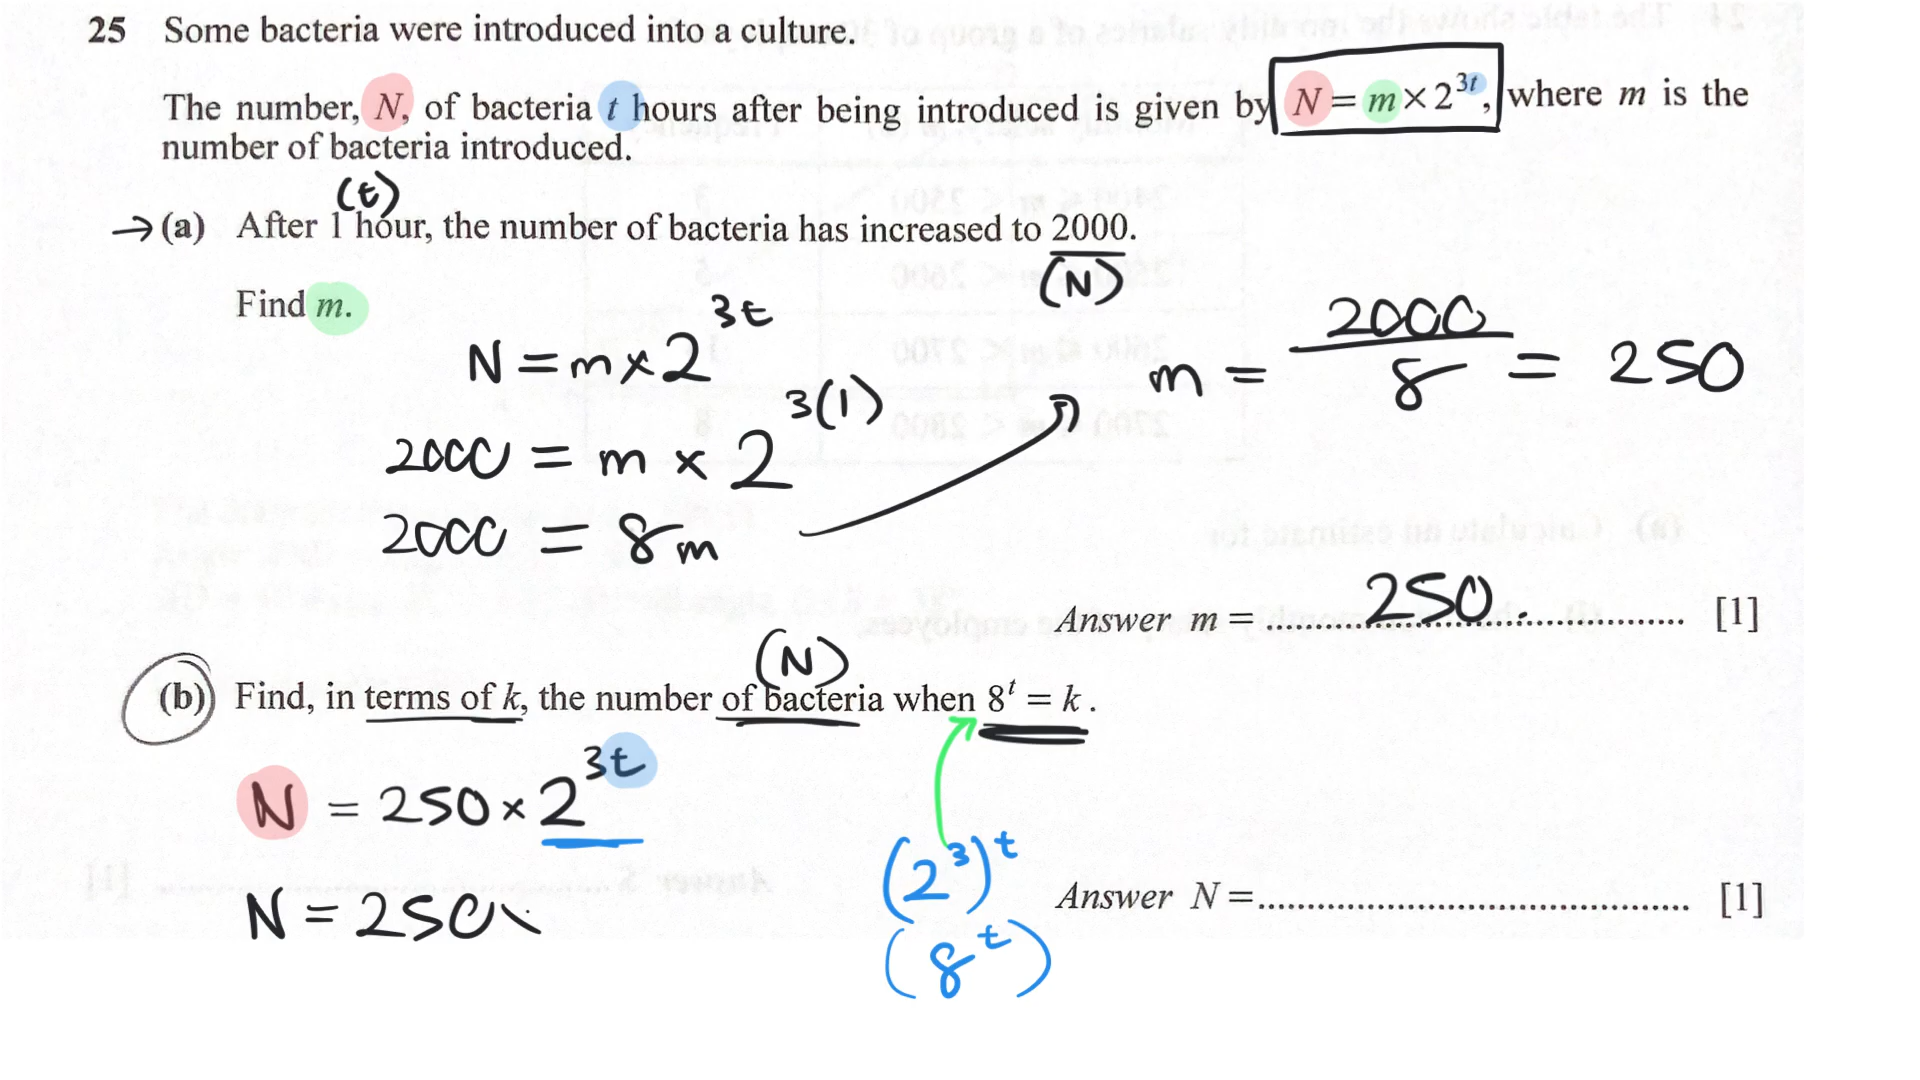 25 Some bacteria were introduced into a culture.
The number, N, of bacteria t hours after being introduced is given by N = m × 2^3t, where m is the
number of bacteria introduced.
(t)
→ (a) After 1 hour, the number of bacteria has increased to 2000.
(N)
Find m.
N = m × 2^3t
2000 = m × 2^3(1)
2000 = 8m
m = 2000/8 = 250
Answer m = 250. [1]
(N)
(b) Find, in terms of k, the number of bacteria when 8^t = k .
N = 250 × 2^3t
(2^3)^t
(8^t)
Answer N = [1]
N = 250